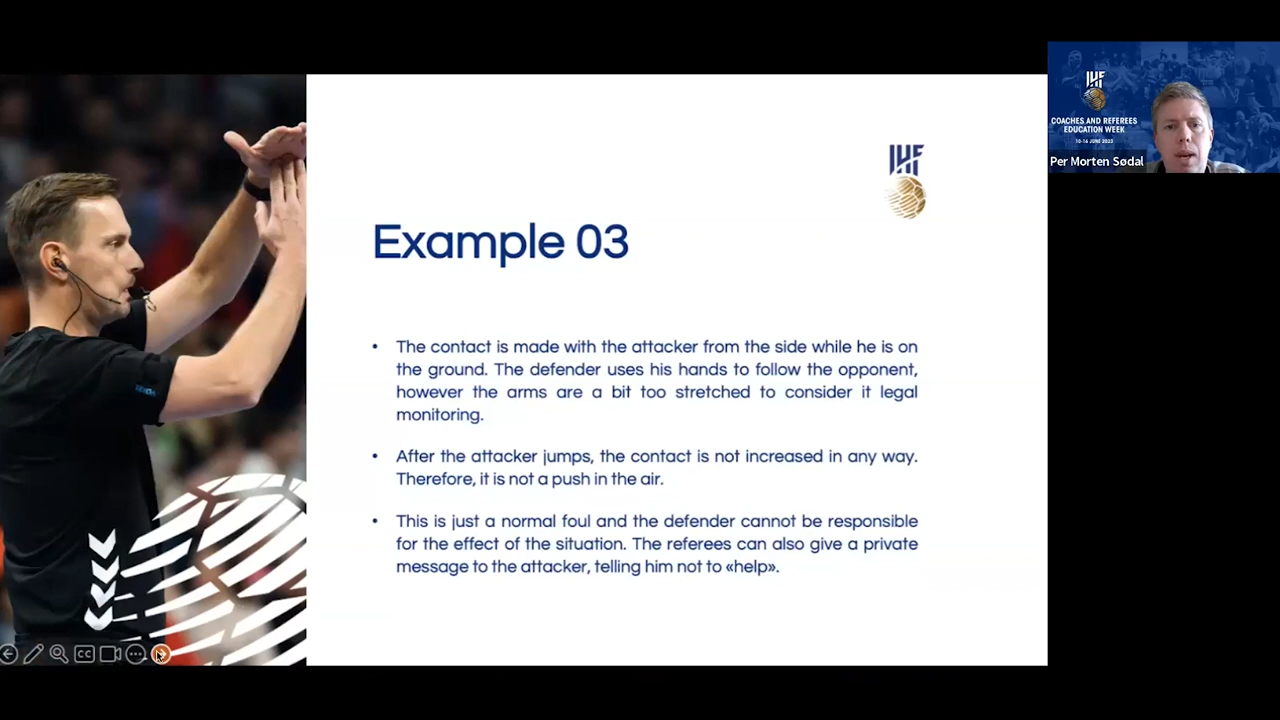 IHF
COACHES AND REFEREES
EDUCATION WEEK
10-16 JUNE 2023
Per Morten Sødal
IHF
Example 03
• The contact is made with the attacker from the side while he is on
the ground. The defender uses his hands to follow the opponent,
however the arms are a bit too stretched to consider it legal
monitoring.
• After the attacker jumps, the contact is not increased in any way.
Therefore, it is not a push in the air.
• This is just a normal foul and the defender cannot be responsible
for the effect of the situation. The referees can also give a private
message to the attacker, telling him not to «help».
CC